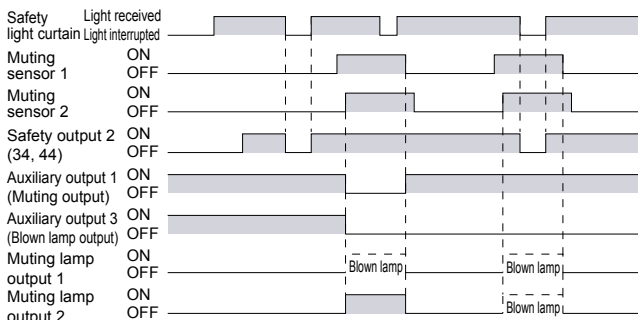 Safety Light received
light curtain Light interrupted
Muting ON
sensor 1 OFF
Muting ON
sensor 2 OFF
Safety output 2 ON
(34, 44) OFF
Auxiliary output 1 ON
(Muting output) OFF
Auxiliary output 3 ON
(Blown lamp output) OFF
Muting lamp ON
output 1 OFF Blown lamp Blown lamp
Muting lamp ON
output 2 OFF Blown lamp